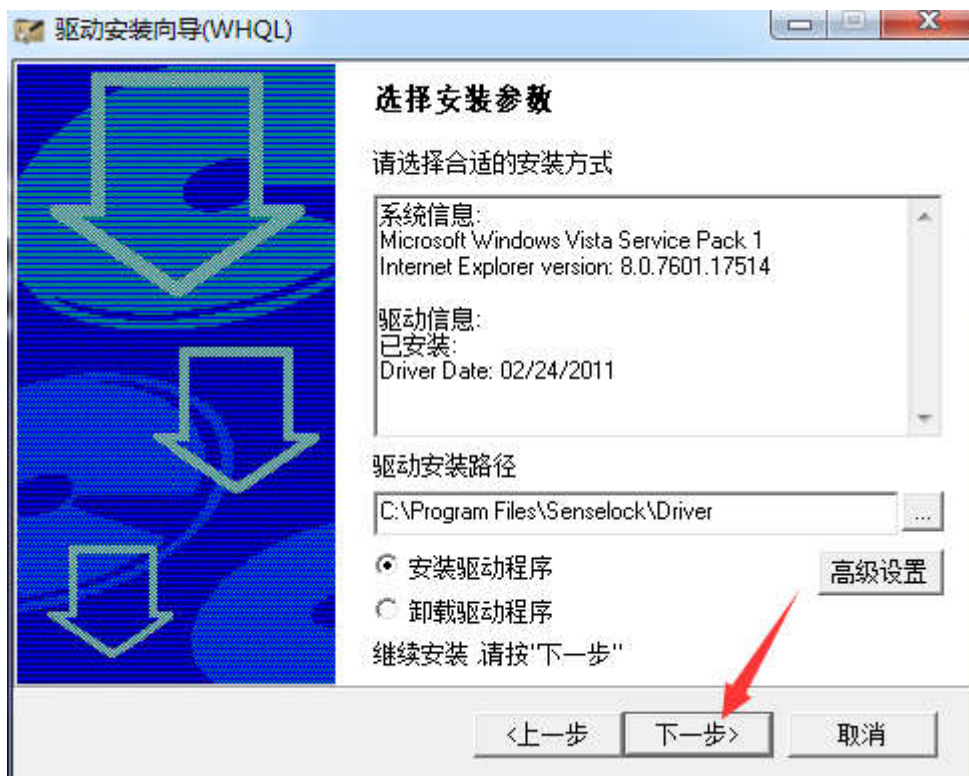 驱动安装向导(WHQL)
选择安装参数
请选择合适的安装方式
系统信息:
Microsoft Windows Vista Service Pack 1
Internet Explorer version: 8.0.7601.17514
驱动信息:
已安装:
Driver Date: 02/24/2011
驱动安装路径
C:\Program Files\Senselock\Driver
...
安装驱动程序
高级设置
卸载驱动程序
继续安装,请按"下一步"
<上一步
下一步>
取消